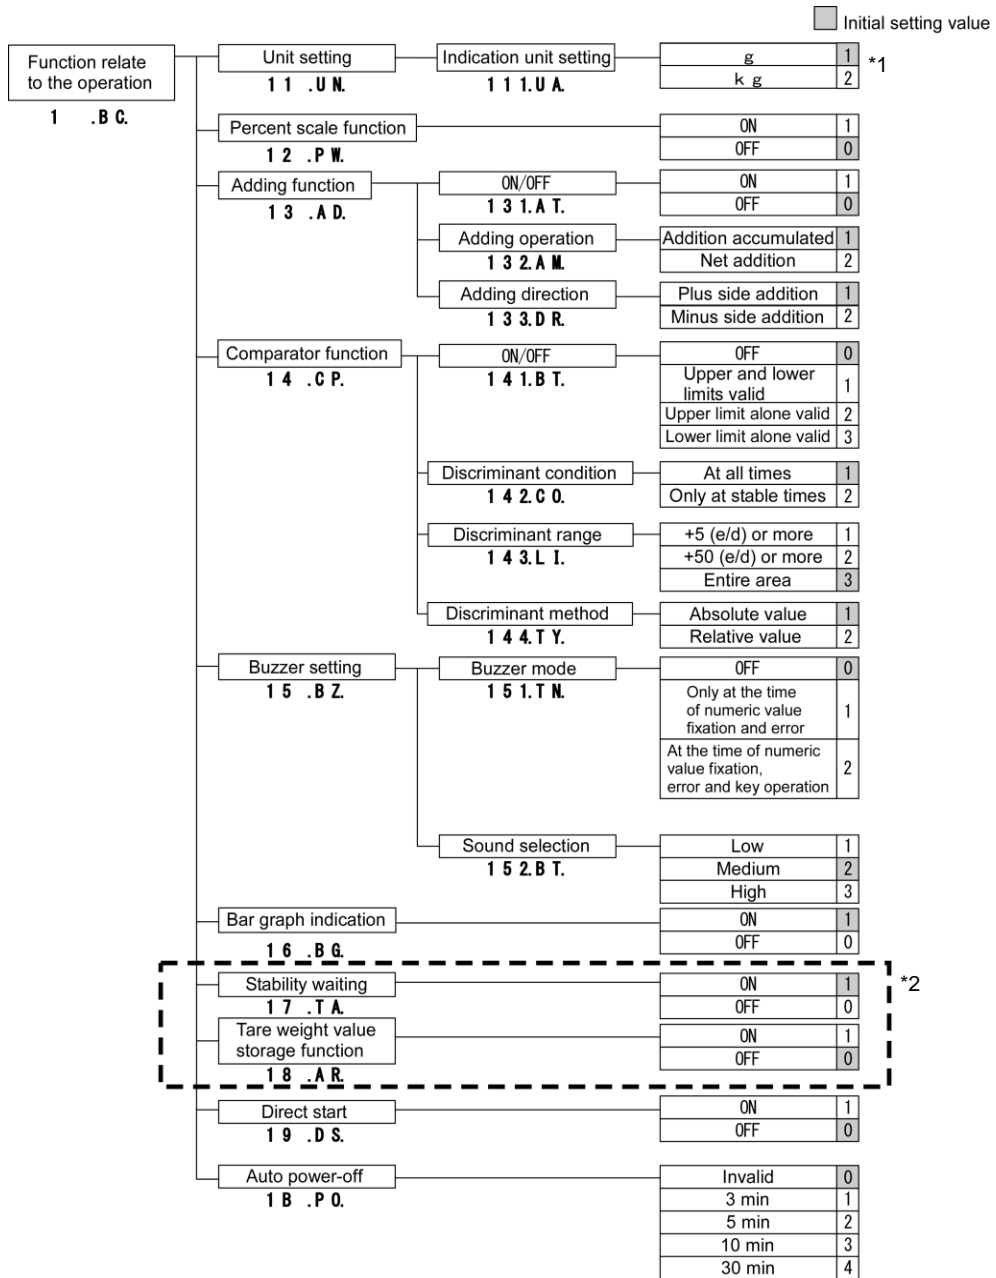 Initial setting value
Function relate
to the operation
1 .BC.
Unit setting
11 .UN.
Indication unit setting
111.UA.
g 1
kg 2
*1
Percent scale function
12 .PW.
ON 1
OFF 0
Adding function
13 .AD.
ON/OFF
131.AT.
ON 1
OFF 0
Adding operation
132.AM.
Addition accumulated 1
Net addition 2
Adding direction
133.DR.
Plus side addition 1
Minus side addition 2
Comparator function
14 .CP.
ON/OFF
141.BT.
OFF 0
Upper and lower
limits valid 1
Upper limit alone valid 2
Lower limit alone valid 3
Discriminant condition
142.CO.
At all times 1
Only at stable times 2
Discriminant range
143.LI.
+5 (e/d) or more 1
+50 (e/d) or more 2
Entire area 3
Discriminant method
144.TY.
Absolute value 1
Relative value 2
Buzzer setting
15 .BZ.
Buzzer mode
151.TN.
OFF 0
Only at the time
of numeric value 1
fixation and error
At the time of numeric
value fixation, 2
error and key operation
Sound selection
152.BT.
Low 1
Medium 2
High 3
Bar graph indication
16 .BG.
ON 1
OFF 0
Stability waiting
17 .TA.
ON 1
OFF 0
*2
Tare weight value
storage function
18 .AR.
ON 1
OFF 0
Direct start
19 .DS.
ON 1
OFF 0
Auto power-off
1B .PO.
Invalid 0
3 min 1
5 min 2
10 min 3
30 min 4